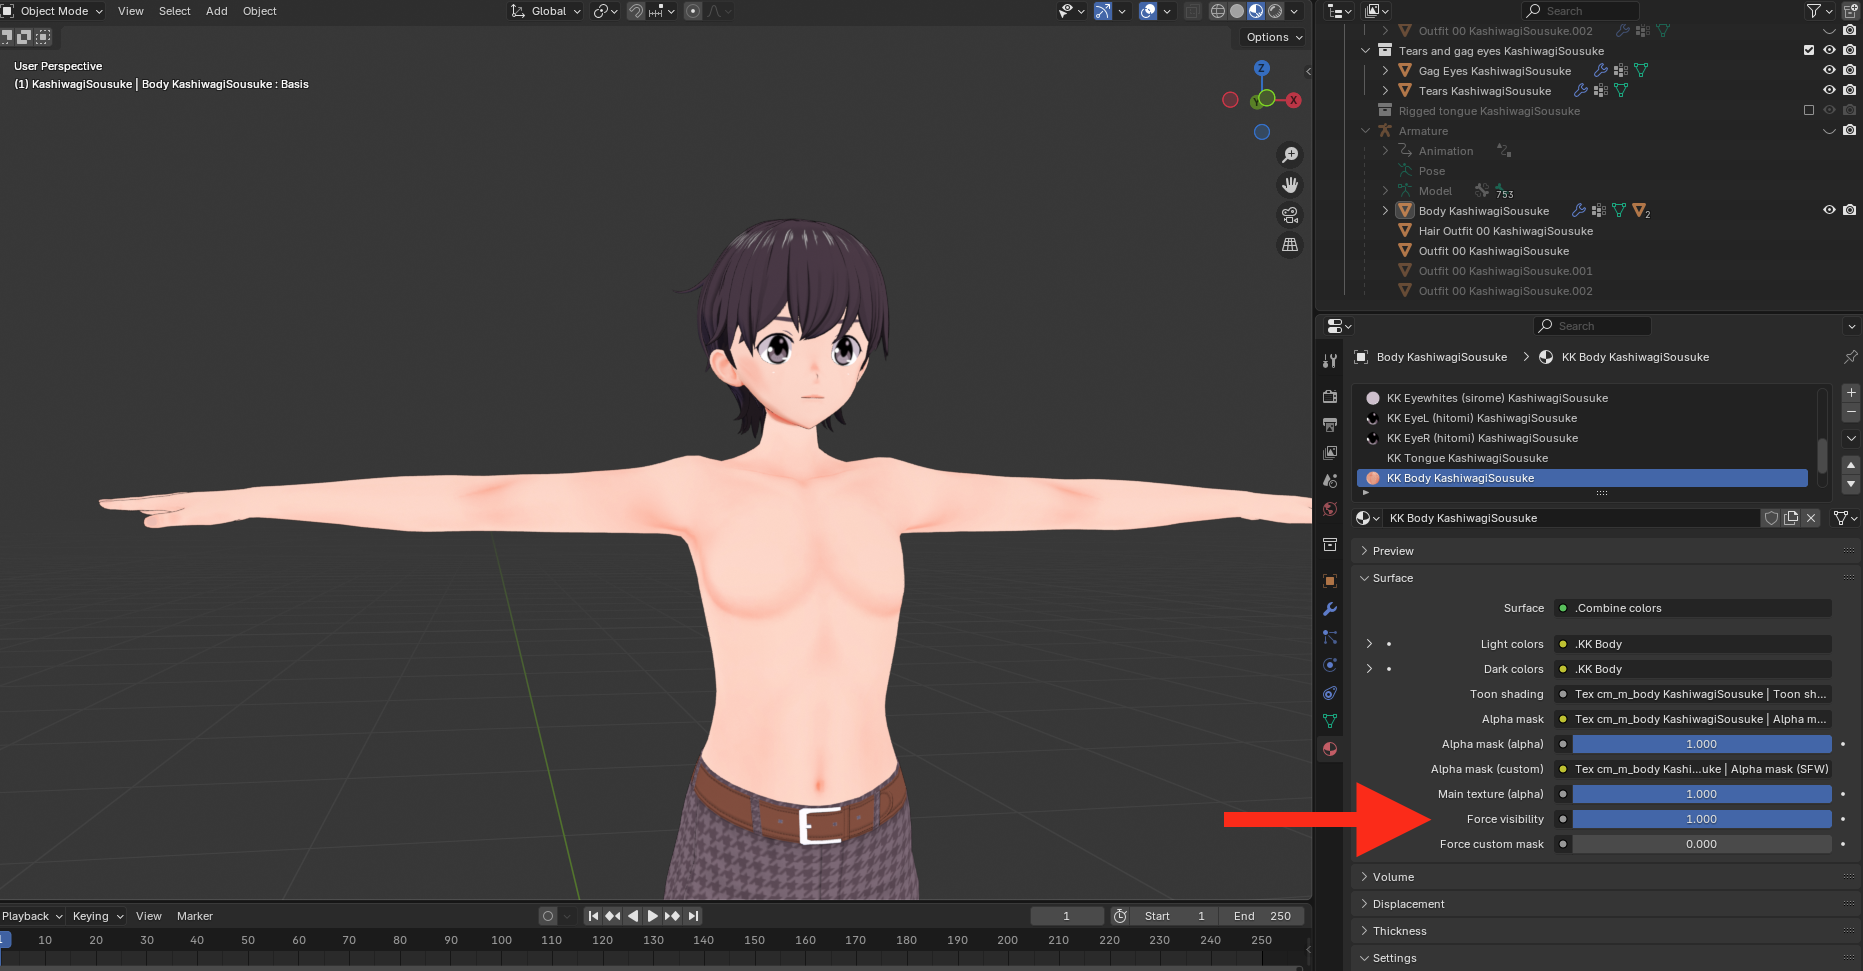 Object Mode View Select Add Object Global Search
Options
User Perspective
(1) KashiwagiSousuke | Body KashiwagiSousuke : Basis
Z
Y
X
Outfit 00 KashiwagiSousuke.002
Tears and gag eyes KashiwagiSousuke
Gag Eyes KashiwagiSousuke
Tears KashiwagiSousuke
Rigged tongue KashiwagiSousuke
Armature
Animation
Pose
Model 753
Body KashiwagiSousuke 2
Hair Outfit 00 KashiwagiSousuke
Outfit 00 KashiwagiSousuke
Outfit 00 KashiwagiSousuke.001
Outfit 00 KashiwagiSousuke.002
Search
Body KashiwagiSousuke KK Body KashiwagiSousuke
KK Eyewhites (sirome) KashiwagiSousuke
KK EyeL (hitomi) KashiwagiSousuke
KK EyeR (hitomi) KashiwagiSousuke
KK Tongue KashiwagiSousuke
KK Body KashiwagiSousuke
KK Body KashiwagiSousuke
Preview
Surface
Surface .Combine colors
Light colors .KK Body
Dark colors .KK Body
Toon shading Tex cm_m_body KashiwagiSousuke | Toon sh...
Alpha mask Tex cm_m_body KashiwagiSousuke | Alpha m...
Alpha mask (alpha) 1.000
Alpha mask (custom) Tex cm_m_body Kashi...uke | Alpha mask (SFW)
Main texture (alpha) 1.000
Force visibility 1.000
Force custom mask 0.000
Volume
Displacement
Thickness
Settings
Playback Keying View Marker 1 Start 1 End 250
1 10 20 30 40 50 60 70 80 90 100 110 120 130 140 150 160 170 180 190 200 210 220 230 240 250